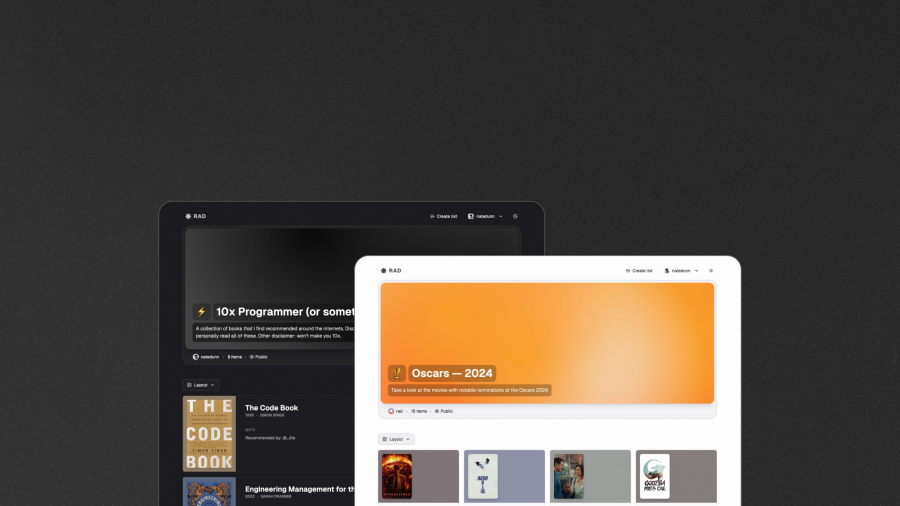 RAD
Create list
natedunn
⚡ 10x Programmer (or somet
A collection of books that I find recommended around the internets. Disc
personally read all of these. Other disclaimer: won't make you 10x.
natedunn · 8 items · Public
Layout
THE
CODE
BOOK
SIMON SINGH
The Code Book
SIMON SINGH
NOTE
Recommended by:
Engineering Management for th
2022 · SARAH DRASNER
RAD
Create list
natedunn
🏆 Oscars — 2024
Take a look at the movies with notable nominations at the Oscars 2024
rad · 15 items · Public
Layout
GODZILLA
MINUS ONE